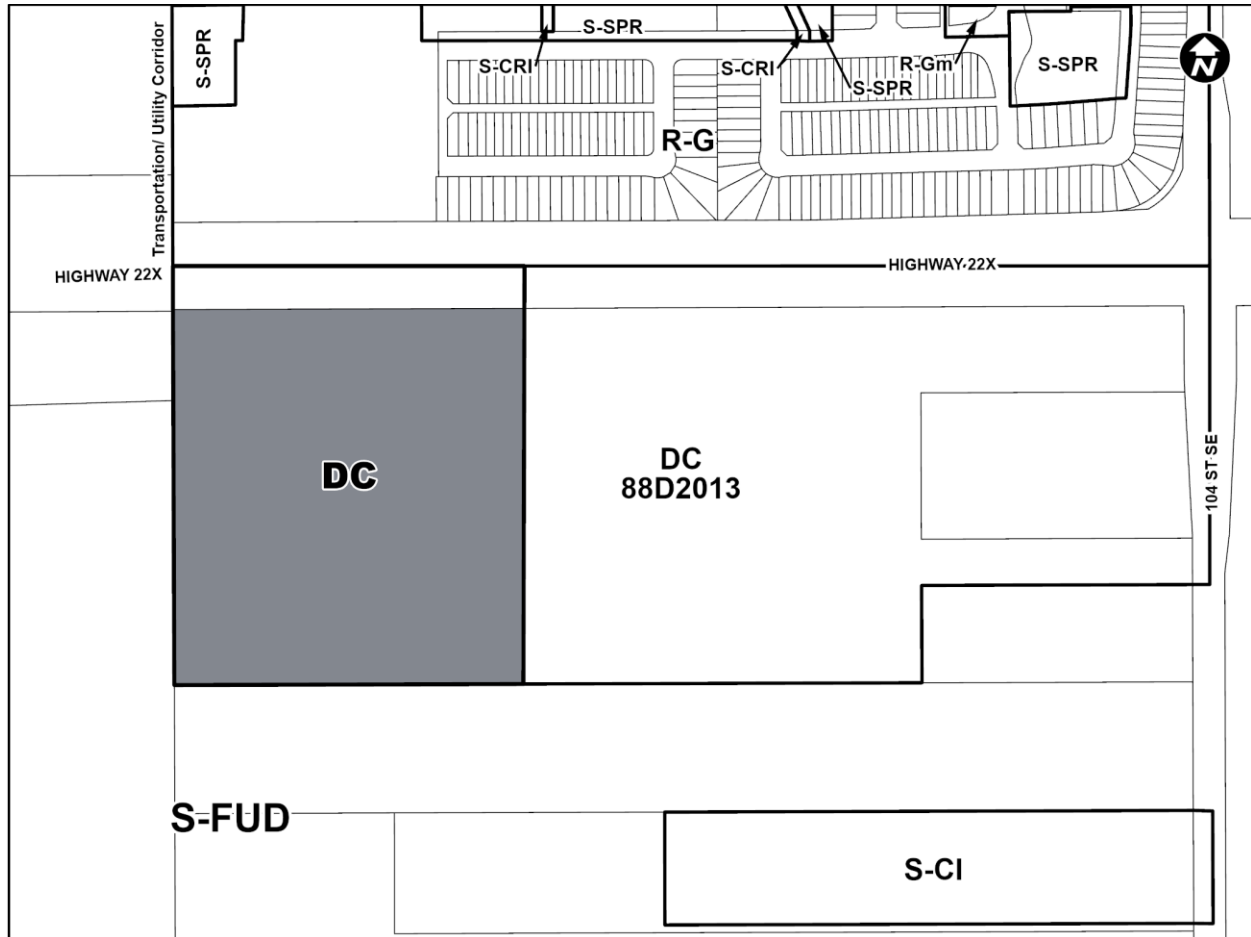 S-SPR
S-SPR
S-CRI
S-CRI
S-SPR
R-Gm
S-SPR
N
R-G
Transportation/ Utility Corridor
HIGHWAY 22X
HIGHWAY 22X
DC
DC
88D2013
104 ST SE
S-FUD
S-CI